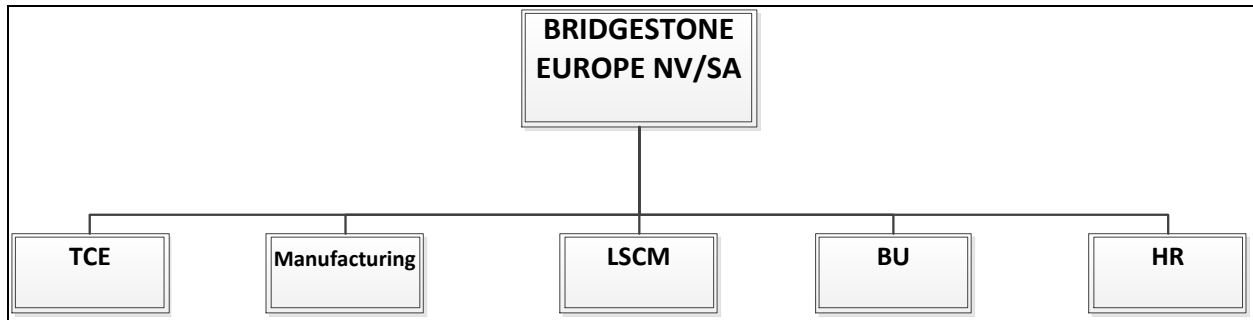 BRIDGESTONE
EUROPE NV/SA
TCE
Manufacturing
LSCM
BU
HR